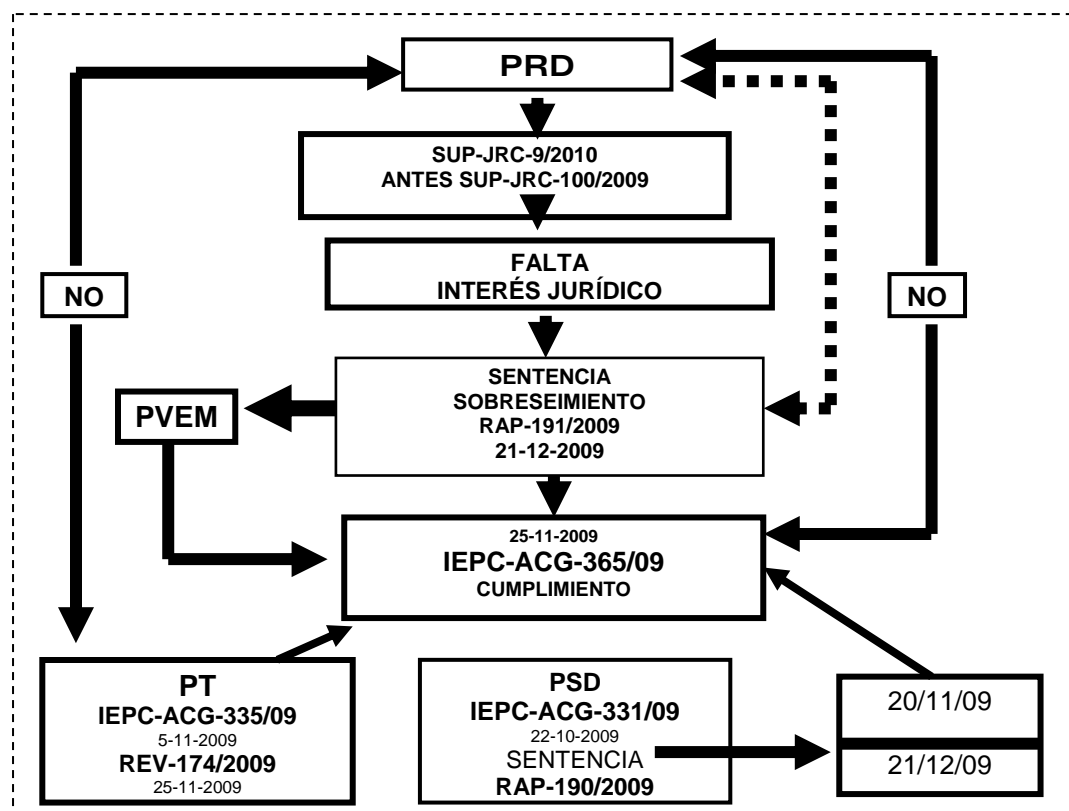 PRD
SUP-JRC-9/2010
ANTES SUP-JRC-100/2009
FALTA
INTERÉS JURÍDICO
NO
NO
SENTENCIA
SOBRESEIMIENTO
RAP-191/2009
21-12-2009
PVEM
25-11-2009
IEPC-ACG-365/09
CUMPLIMIENTO
PT
IEPC-ACG-335/09
5-11-2009
REV-174/2009
25-11-2009
PSD
IEPC-ACG-331/09
22-10-2009
SENTENCIA
RAP-190/2009
20/11/09
21/12/09